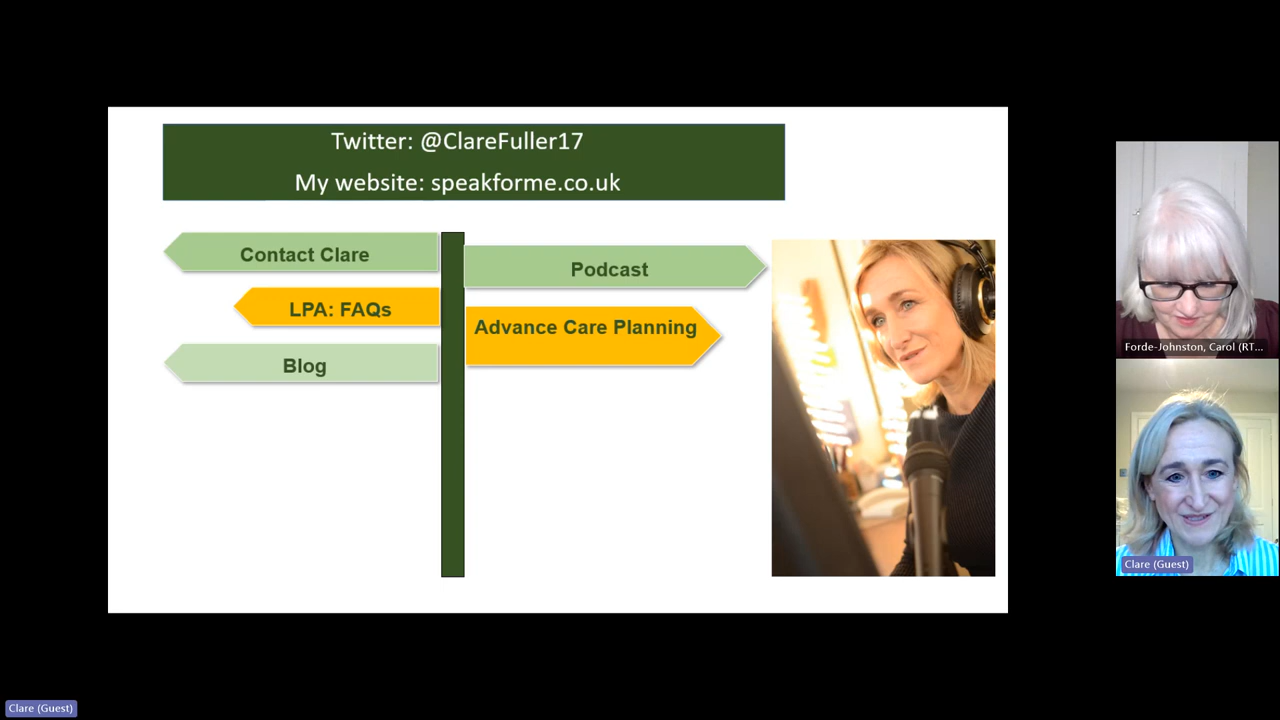 Twitter: @ClareFuller17
My website: speakforme.co.uk
Contact Clare
Podcast
LPA: FAQs
Advance Care Planning
Blog
Forde-Johnston, Carol (RT...
Clare (Guest)
Clare (Guest)